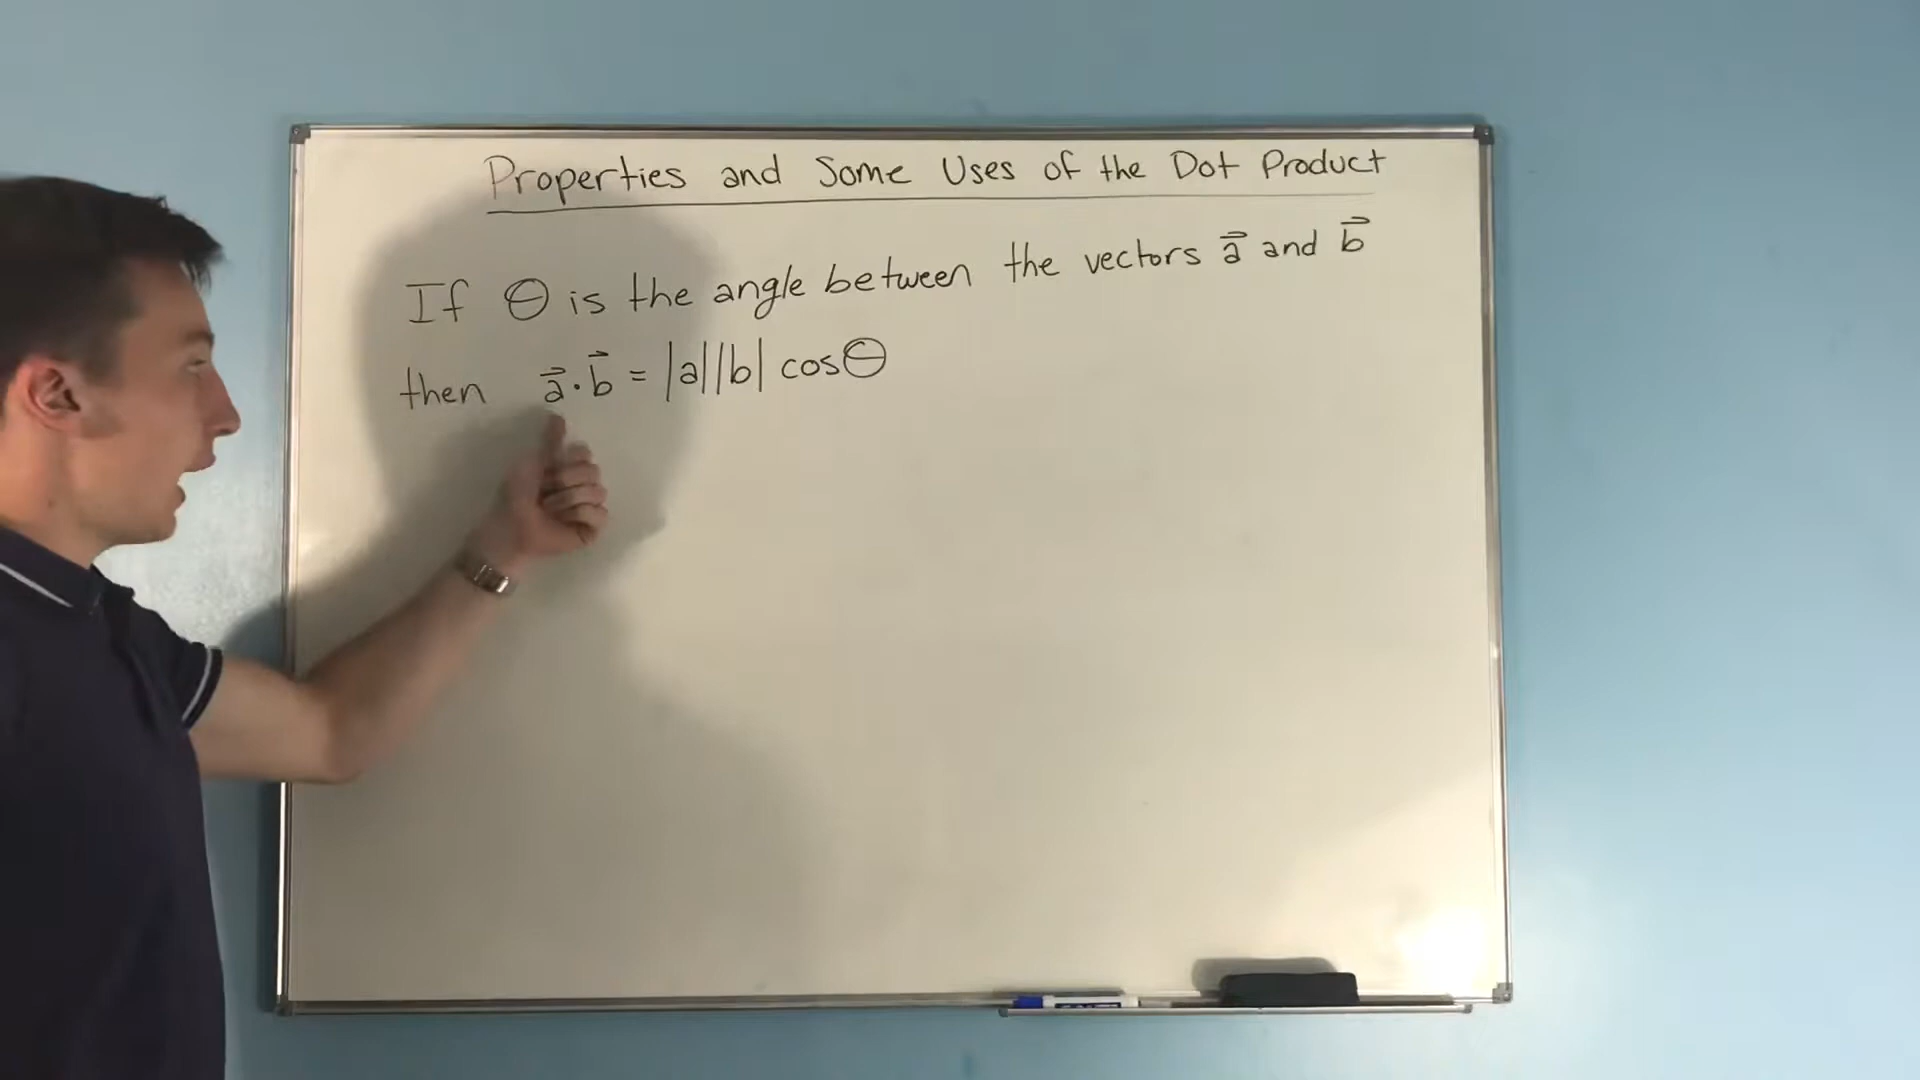 Properties and Some Uses of the Dot Product
If Θ is the angle between the vectors a⃗ and b⃗
then a⃗·b⃗ = |a||b| cosΘ